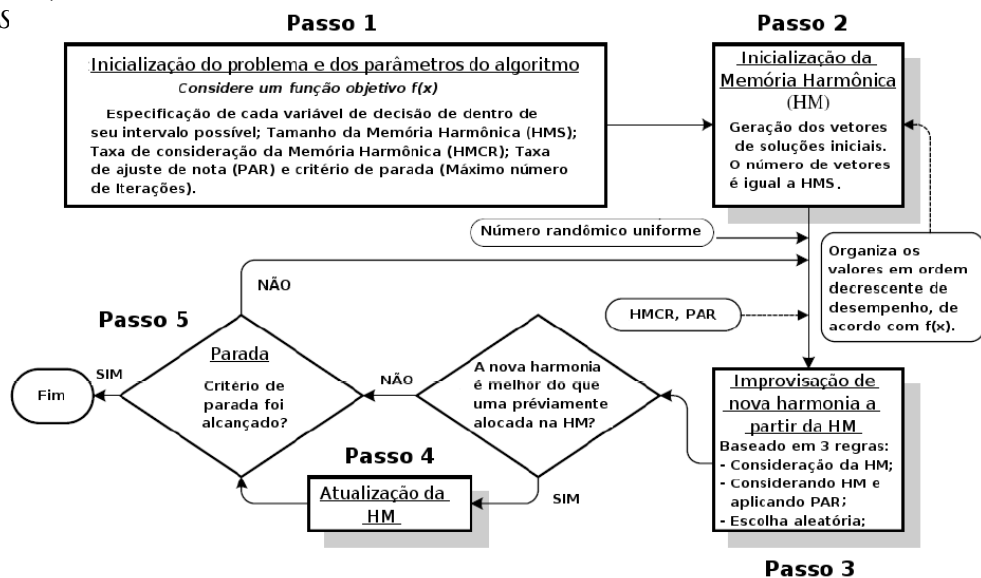 S
Passo 1
Inicialização do problema e dos parâmetros do algoritmo
Considere um função objetivo f(x)
Especificação de cada variável de decisão de dentro de
seu intervalo possível; Tamanho da Memória Harmônica (HMS);
Taxa de consideração da Memória Harmônica (HMCR); Taxa
de ajuste de nota (PAR) e critério de parada (Máximo número
de Iterações).
Passo 2
Inicialização da
Memória Harmônica
(HM)
Geração dos vetores
de soluções iniciais.
O número de vetores
é igual a HMS.
Número randômico uniforme
Organiza os
valores em ordem
decrescente de
desempenho, de
acordo com f(x).
HMCR, PAR
Improvisação de
nova harmonia a
partir da HM
Baseado em 3 regras:
- Consideração da HM;
- Considerando HM e
aplicando PAR;
- Escolha aleatória;
Passo 3
A nova harmonia
é melhor do que
uma préviamente
alocada na HM?
NÃO
SIM
Passo 4
Atualização da
HM
Passo 5
Parada
Critério de
parada foi
alcançado?
NÃO
SIM
Fim